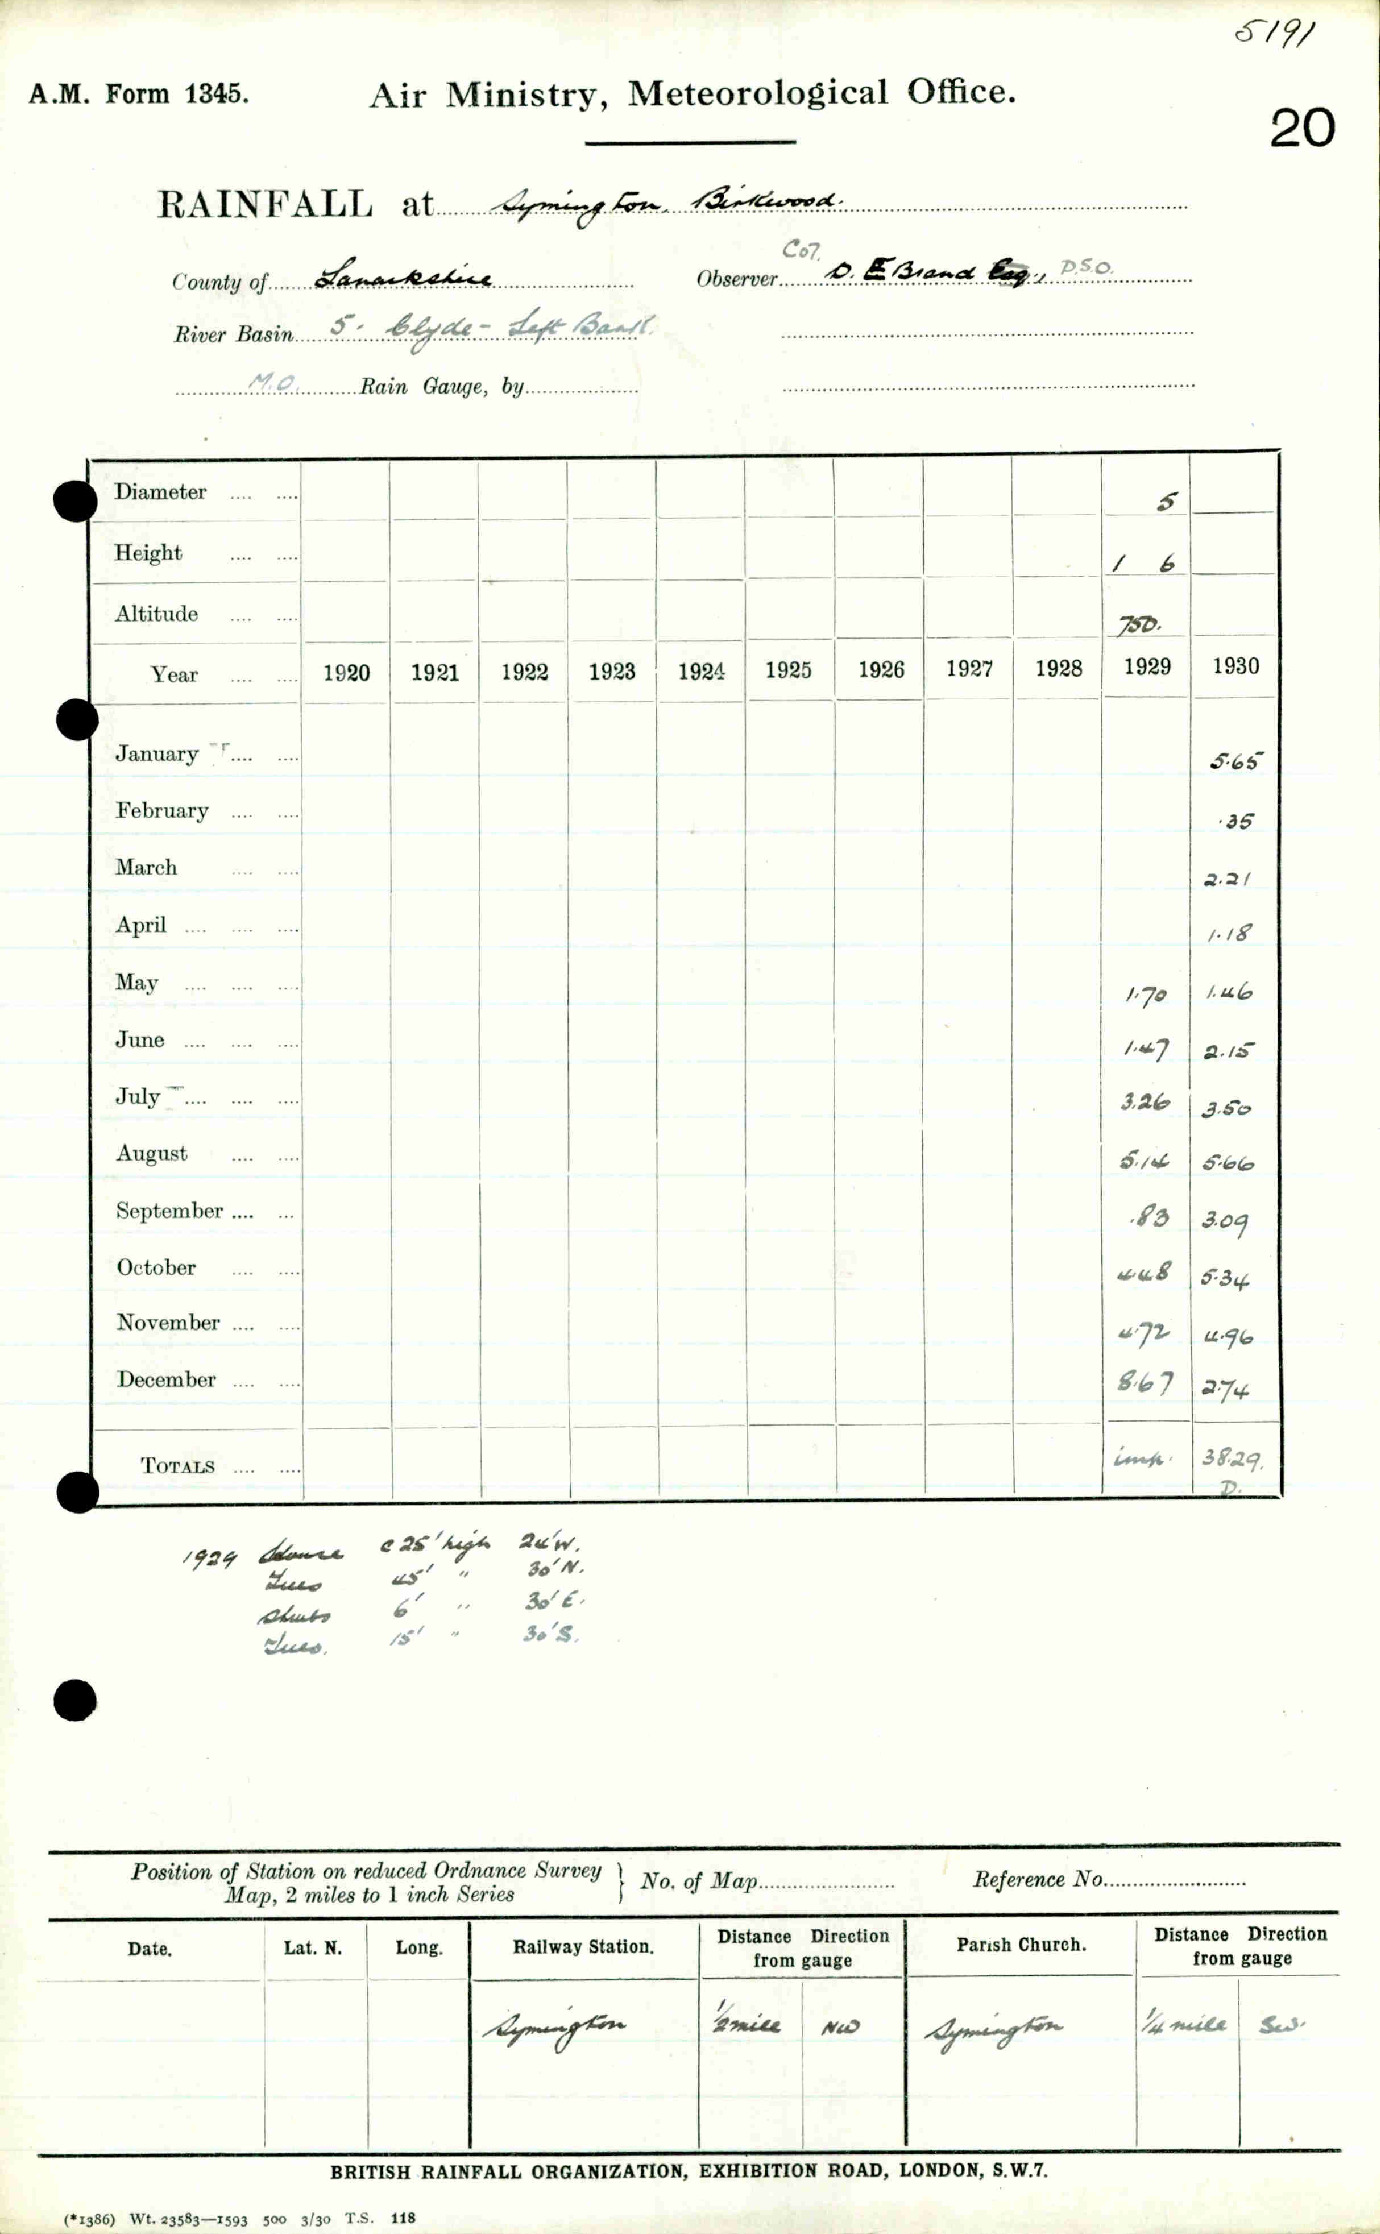 5191
A.M. Form 1345. Air Ministry, Meteorological Office.
20
RAINFALL at Symington, Birkwood.
Col.
County of Lanarkshire Observer D. E Brand Esq., D.S.O.
River Basin 5. Clyde - Left Bank.
M.O. Rain Gauge, by
Diameter .... .... 5
Height .... .... 1 6
Altitude .... .... 750.
Year .... .... 1920 1921 1922 1923 1924 1925 1926 1927 1928 1929 1930
January .... .... 5.65
February .... .... .35
March .... .... 2.21
April .... .... .... 1.18
May .... .... .... 1.70 1.46
June .... .... .... 1.47 2.15
July .... .... .... 3.26 3.50
August .... .... 5.14 5.66
September .... ... .83 3.09
October .... .... 4.48 5.34
November .... .... 4.72 4.96
December .... .... 8.67 2.74
TOTALS .... .... 38.29.
D.
1929 House c 25' high 24'W.
Trees 45' " 30'N.
Shrubs 6' " 30'E.
Trees. 15' " 30'S.
Position of Station on reduced Ordnance Survey
Map, 2 miles to 1 inch Series } No. of Map Reference No.
Date. Lat. N. Long. Railway Station. Distance Direction from gauge Parish Church. Distance Direction from gauge
Symington 1/2 mile NW Symington 1/4 mile SW.
BRITISH RAINFALL ORGANIZATION, EXHIBITION ROAD, LONDON, S.W.7.
(*1386) Wt. 23583—1593 500 3/30 T.S. 118